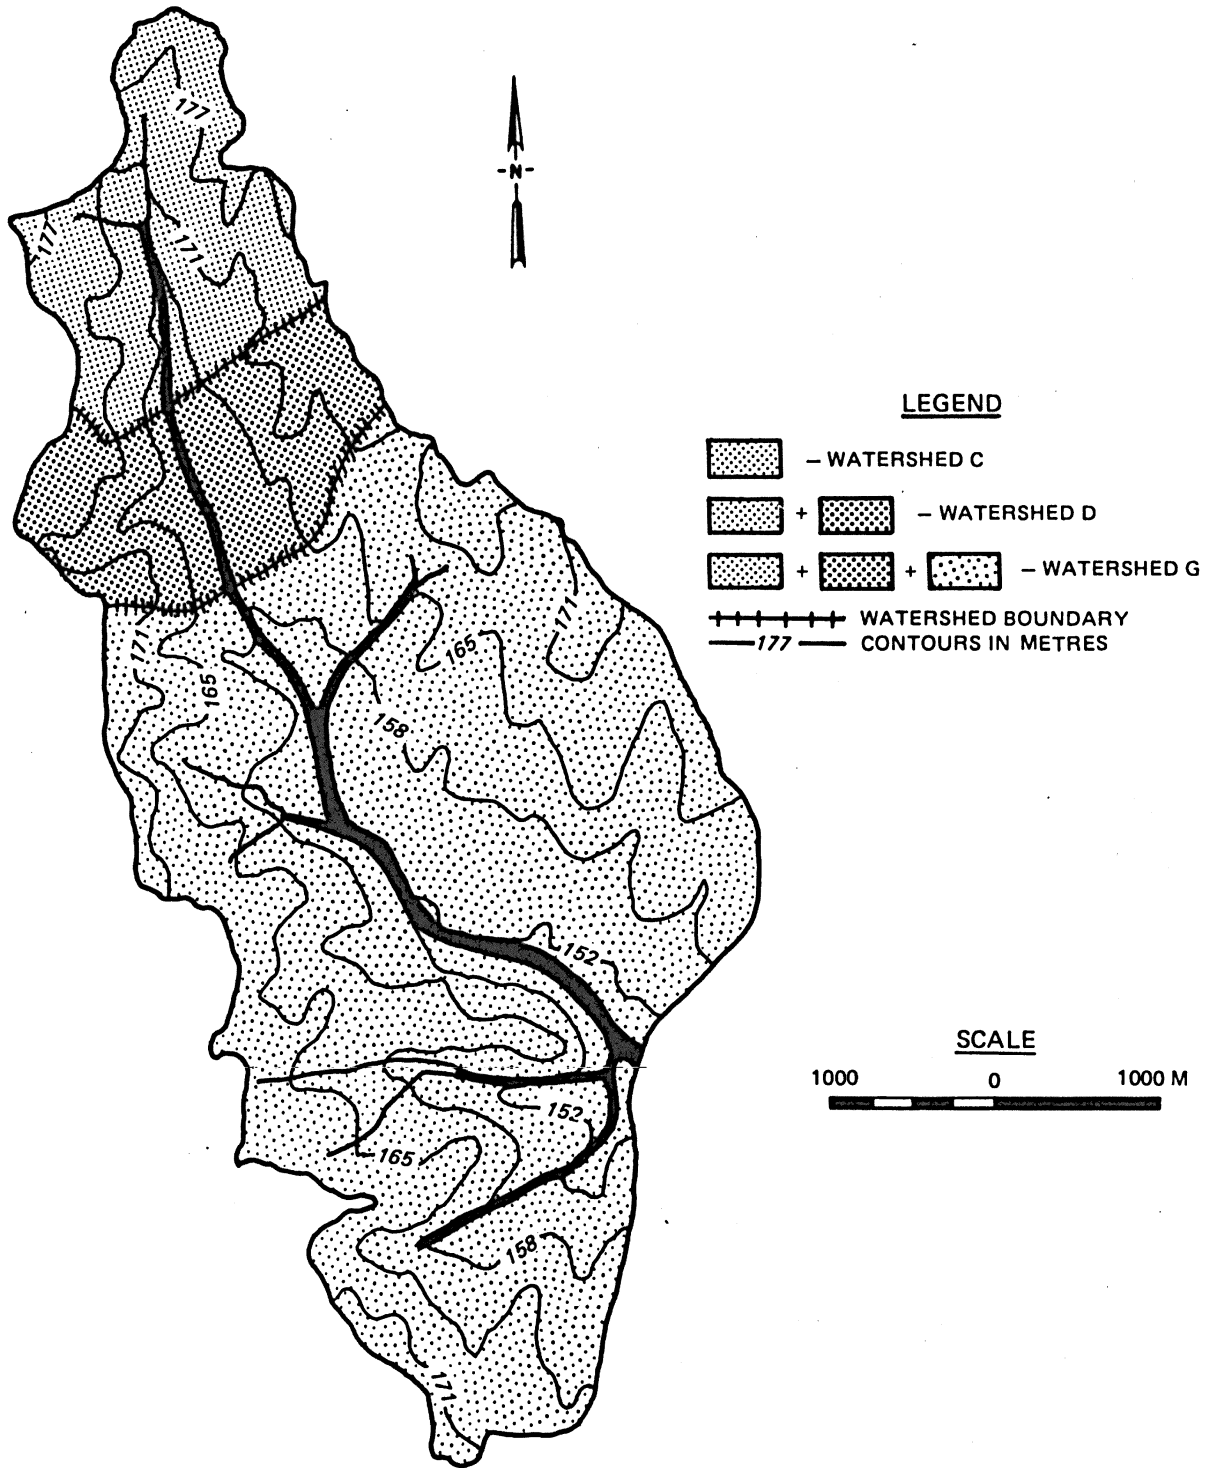 177
-N-
177
171
LEGEND
– WATERSHED C
+ – WATERSHED D
+ + – WATERSHED G
WATERSHED BOUNDARY
177 CONTOURS IN METRES
171
171
165
165
158
152
SCALE
1000 0 1000 M
152
165
158
171